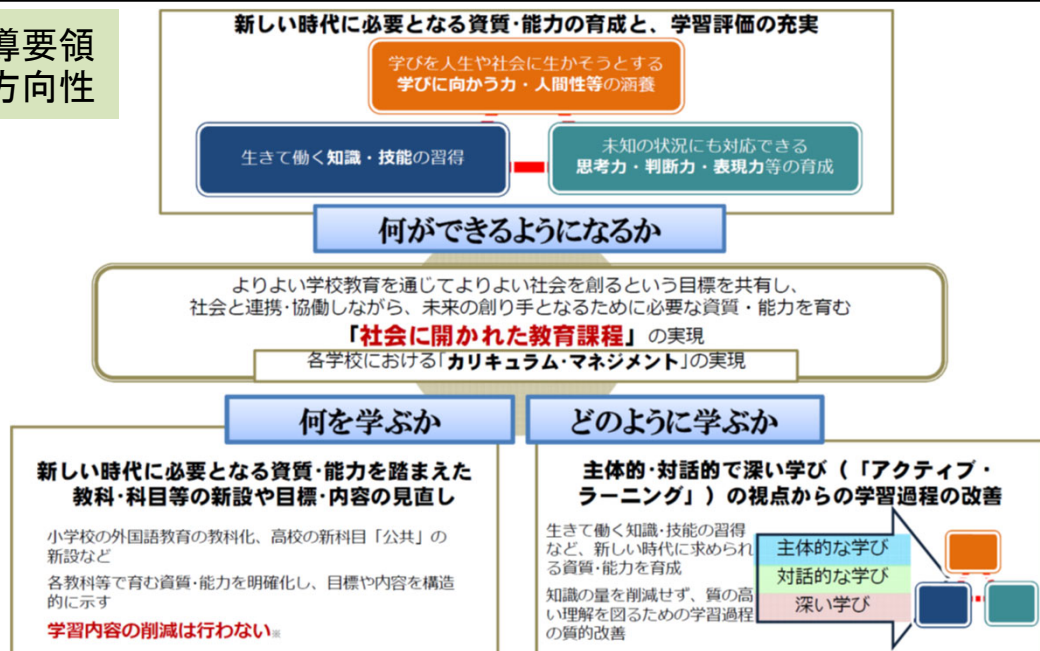 導要領
方向性
新しい時代に必要となる資質･能力の育成と、学習評価の充実
学びを人生や社会に生かそうとする
学びに向かう力・人間性等の涵養
生きて働く知識・技能の習得
未知の状況にも対応できる
思考力・判断力・表現力等の育成
何ができるようになるか
よりよい学校教育を通じてよりよい社会を創るという目標を共有し、
社会と連携･協働しながら、未来の創り手となるために必要な資質・能力を育む
「社会に開かれた教育課程」の実現
各学校における「カリキュラム･マネジメント」の実現
何を学ぶか
新しい時代に必要となる資質･能力を踏まえた
教科･科目等の新設や目標･内容の見直し
小学校の外国語教育の教科化、高校の新科目「公共」の
新設など
各教科等で育む資質･能力を明確化し、目標や内容を構造
的に示す
学習内容の削減は行わない※
どのように学ぶか
主体的･対話的で深い学び（「アクティブ・
ラーニング」）の視点からの学習過程の改善
生きて働く知識･技能の習得
など、新しい時代に求められ
る資質･能力を育成
知識の量を削減せず、質の高
い理解を図るための学習過程
の質的改善
主体的な学び
対話的な学び
深い学び